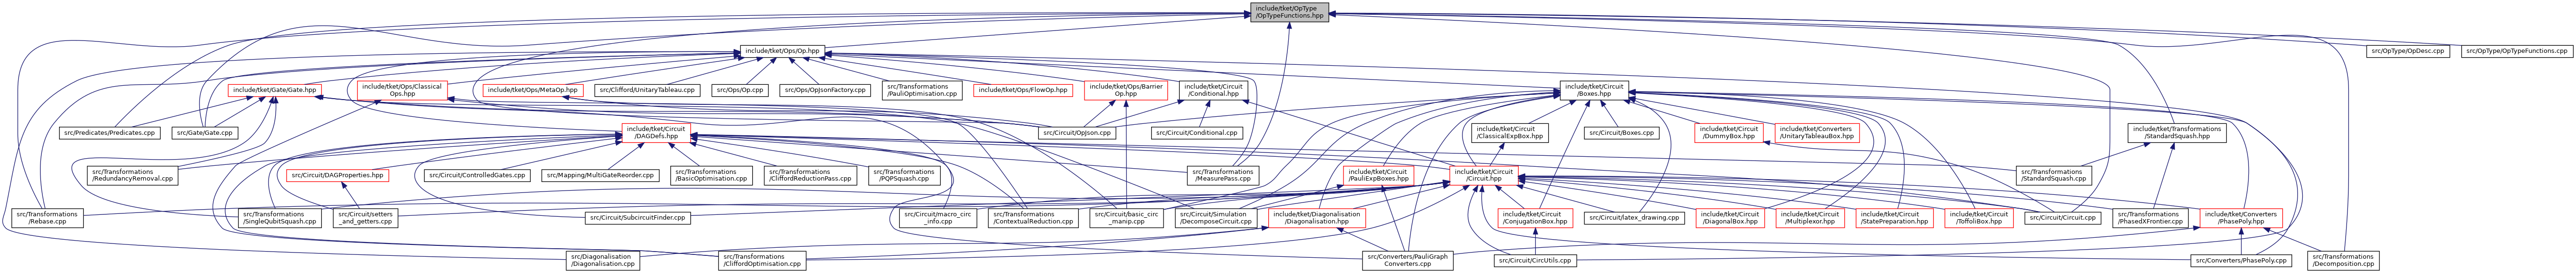 include/tket/OpType
/OpTypeFunctions.hpp
include/tket/Ops/Op.hpp
src/OpType/OpDesc.cpp
src/OpType/OpTypeFunctions.cpp
include/tket/Gate/Gate.hpp
include/tket/Ops/Classical
Ops.hpp
include/tket/Ops/MetaOp.hpp
src/Clifford/UnitaryTableau.cpp
src/Ops/Op.cpp
src/Ops/OpJsonFactory.cpp
src/Transformations
/PauliOptimisation.cpp
include/tket/Ops/FlowOp.hpp
include/tket/Ops/Barrier
Op.hpp
include/tket/Circuit
/Conditional.hpp
include/tket/Circuit
/Boxes.hpp
src/Predicates/Predicates.cpp
src/Gate/Gate.cpp
include/tket/Circuit
/DAGDefs.hpp
src/Circuit/OpJson.cpp
src/Circuit/Conditional.cpp
include/tket/Circuit
/ClassicalExpBox.hpp
src/Circuit/Boxes.cpp
include/tket/Circuit
/DummyBox.hpp
include/tket/Converters
/UnitaryTableauBox.hpp
include/tket/Transformations
/StandardSquash.hpp
src/Transformations
/RedundancyRemoval.cpp
include/tket/Circuit/DAGProperties.hpp
src/Circuit/ControlledGates.cpp
src/Mapping/MultiGateReorder.cpp
src/Transformations
/BasicOptimisation.cpp
src/Transformations
/CliffordReductionPass.cpp
src/Transformations
/PQPSquash.cpp
src/Transformations
/MeasurePass.cpp
include/tket/Circuit
/PauliExpBoxes.hpp
include/tket/Circuit
/Circuit.hpp
src/Transformations
/StandardSquash.cpp
src/Transformations
/Rebase.cpp
src/Transformations
/SingleQubitSquash.cpp
src/Circuit/setters
_and_getters.cpp
src/Circuit/SubcircuitFinder.cpp
src/Circuit/macro_circ
_info.cpp
src/Transformations
/ContextualReduction.cpp
src/Circuit/basic_circ
_manip.cpp
src/Circuit/Simulation
/DecomposeCircuit.cpp
include/tket/Diagonalisation
/Diagonalisation.hpp
include/tket/Circuit
/ConjugationBox.hpp
src/Circuit/latex_drawing.cpp
include/tket/Circuit
/DiagonalBox.hpp
include/tket/Circuit
/Multiplexor.hpp
include/tket/Circuit
/StatePreparation.hpp
include/tket/Circuit
/ToffoliBox.hpp
src/Circuit/Circuit.cpp
src/Transformations
/PhasedXFrontier.cpp
include/tket/Converters
/PhasePoly.hpp
src/Diagonalisation
/Diagonalisation.cpp
src/Transformations
/CliffordOptimisation.cpp
src/Converters/PauliGraph
Converters.cpp
src/Circuit/CircUtils.cpp
src/Converters/PhasePoly.cpp
src/Transformations
/Decomposition.cpp